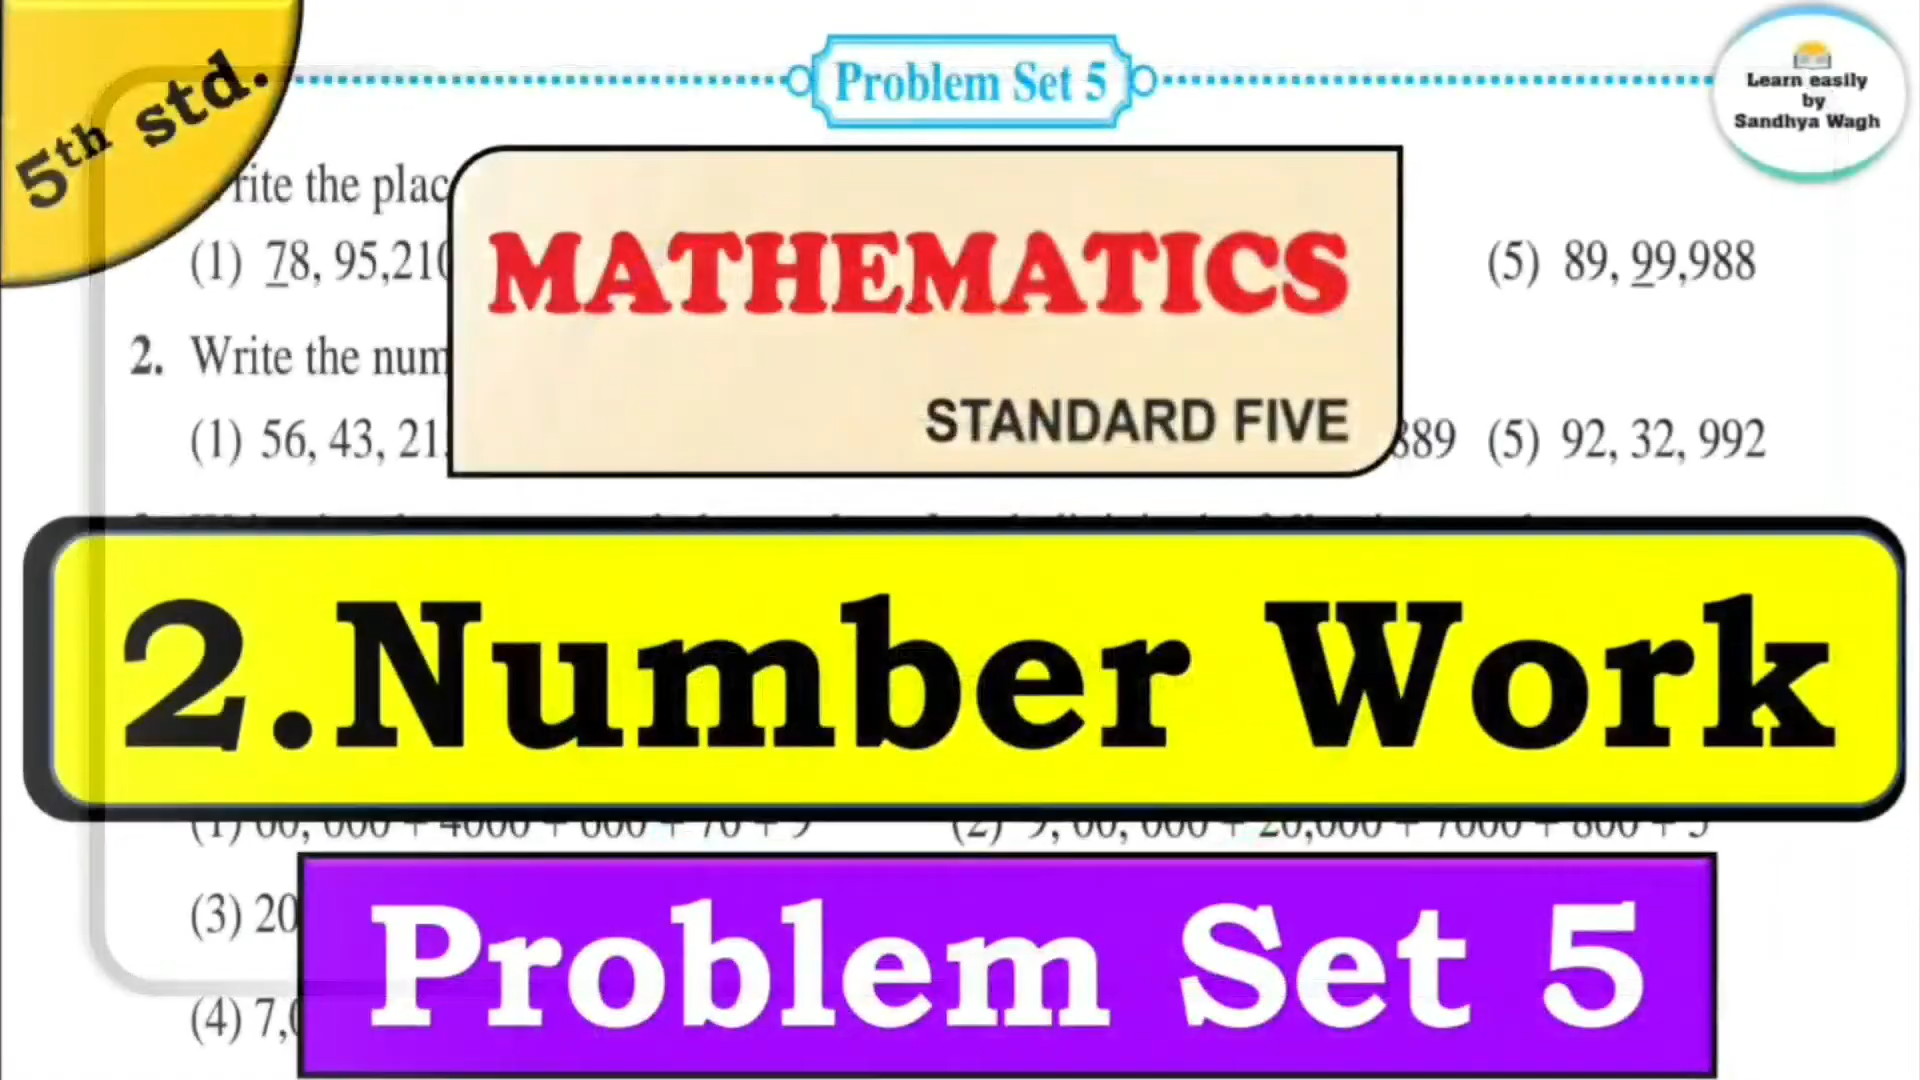 5th std.
Problem Set 5
Learn easily
by
Sandhya Wagh
rite the plac
(1) 78, 95,210
MATHEMATICS
(5) 89, 99,988
2. Write the num
STANDARD FIVE
(1) 56, 43, 21
889 (5) 92, 32, 992
2.Number Work
(3) 20
Problem Set 5
(4) 7,0